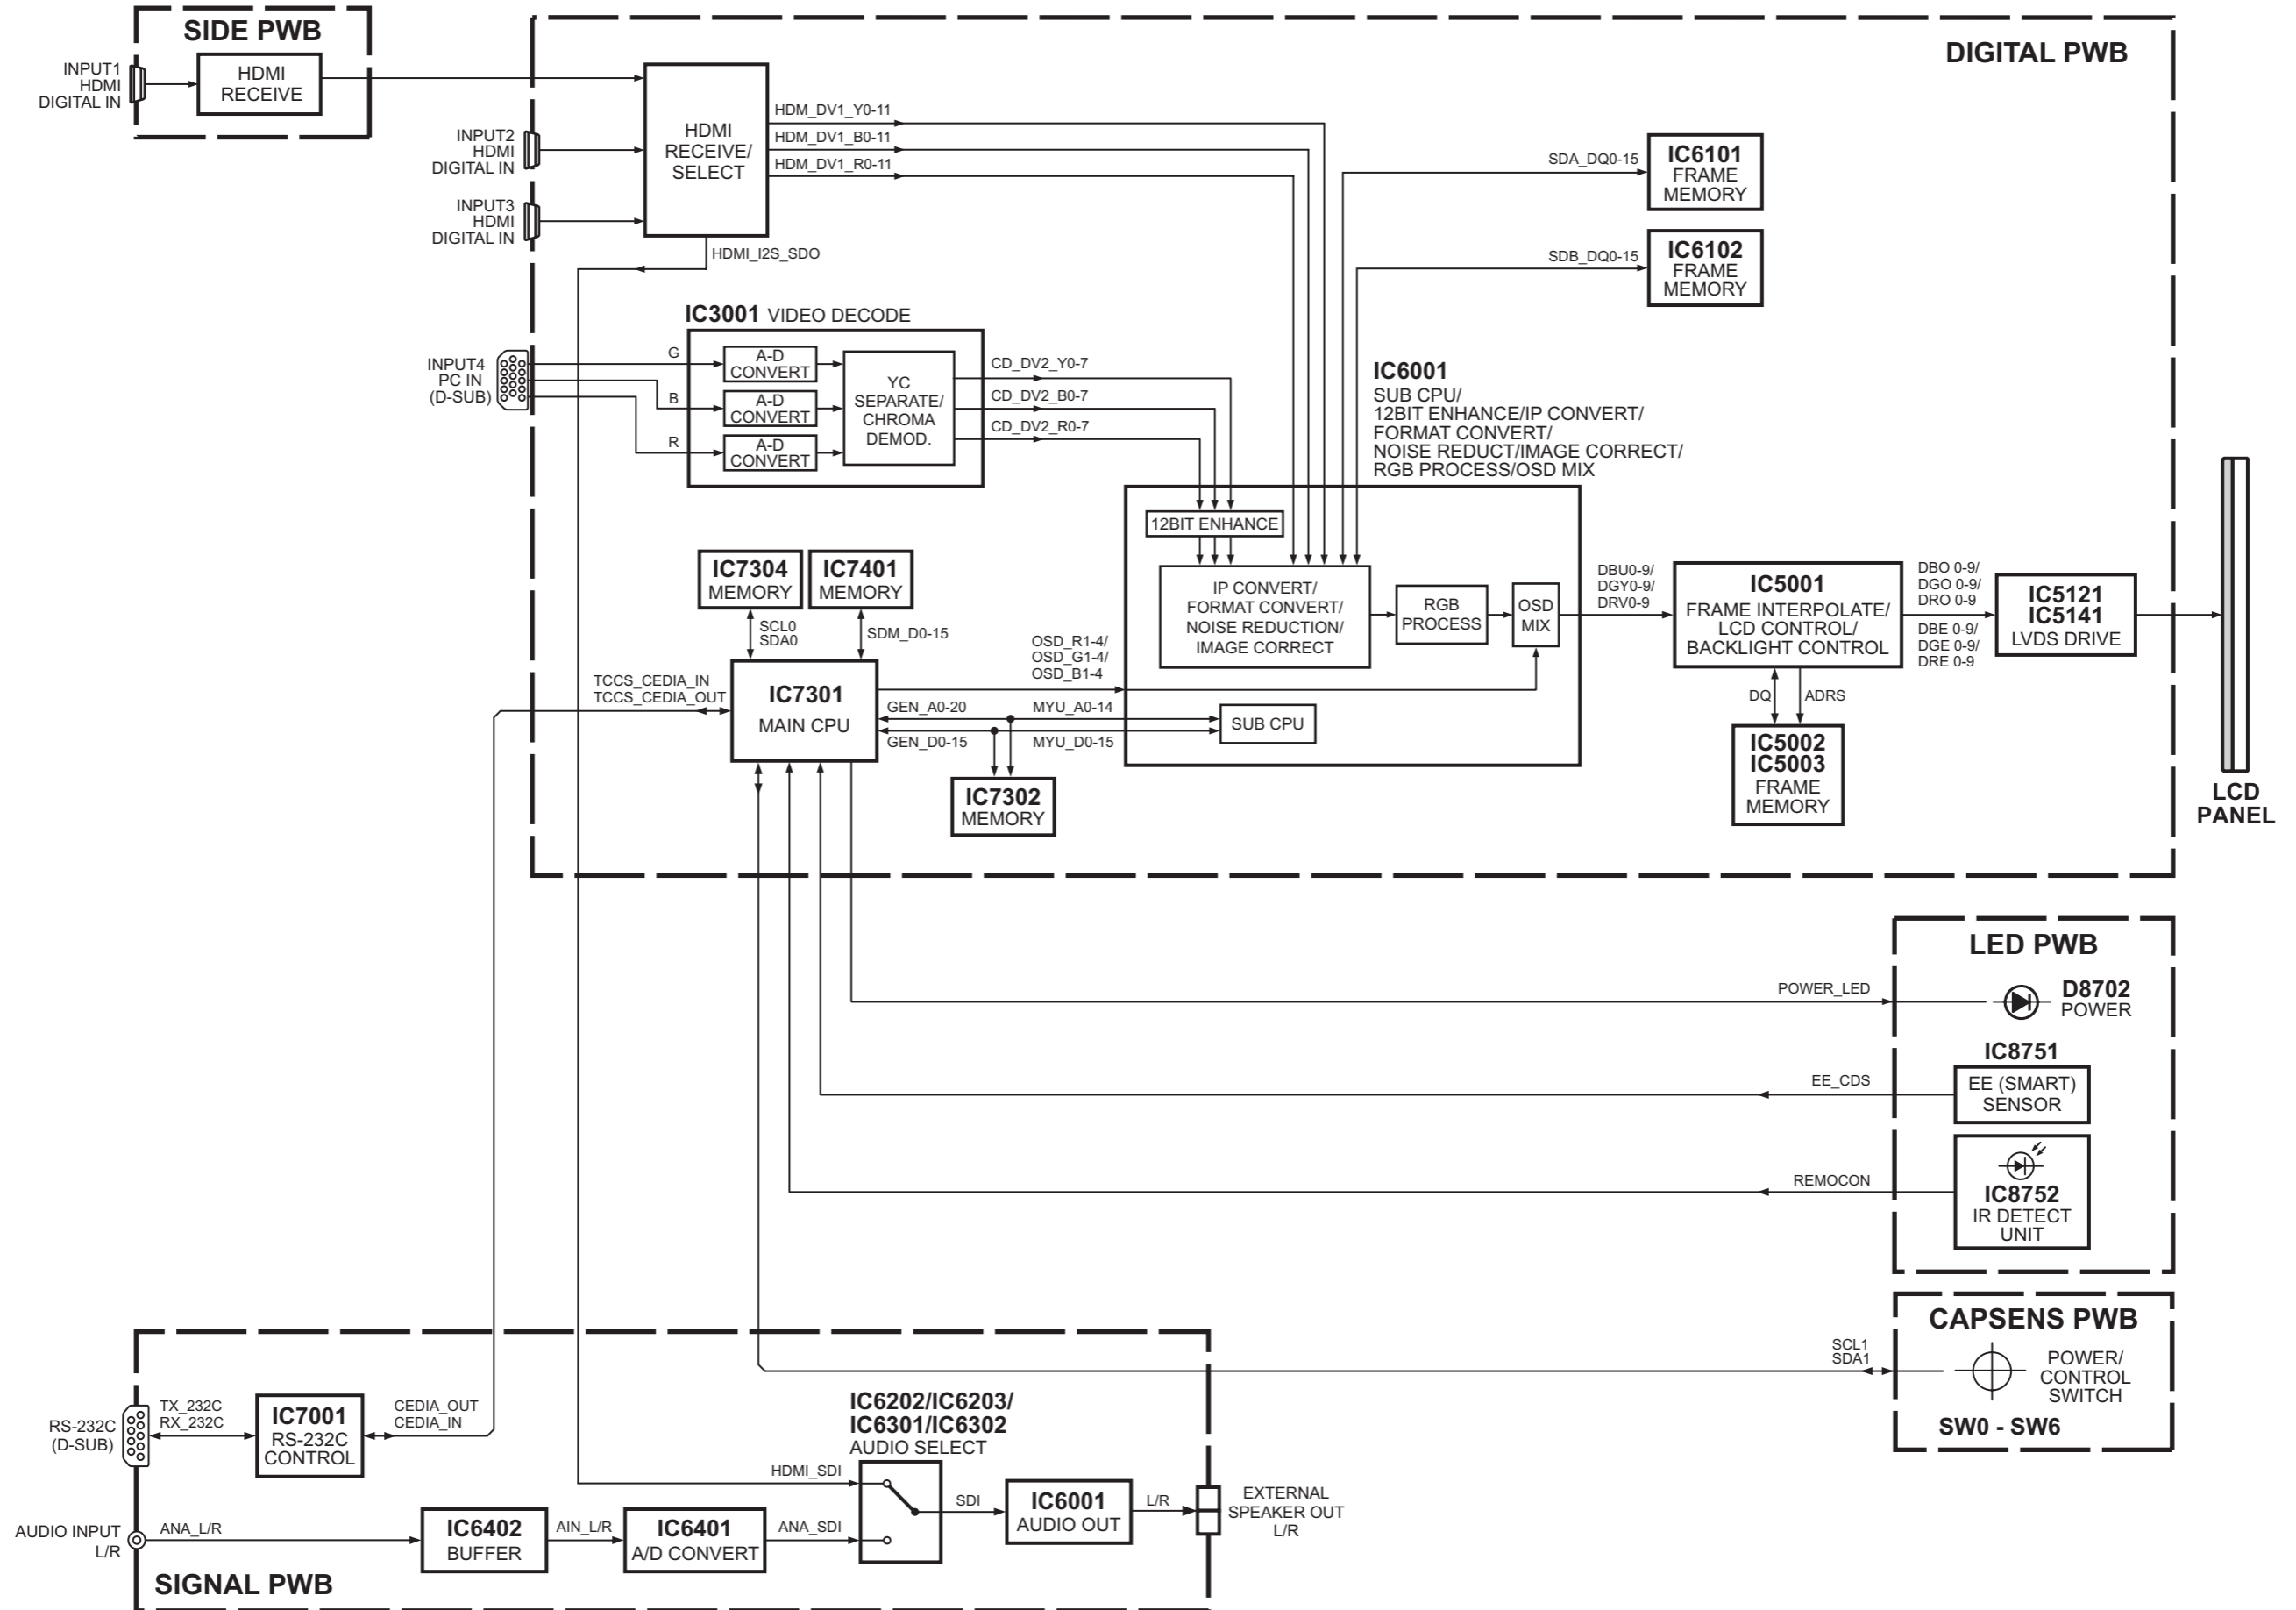 SIDE PWB
INPUT1
HDMI
DIGITAL IN
HDMI
RECEIVE
DIGITAL PWB
INPUT2
HDMI
DIGITAL IN
INPUT3
HDMI
DIGITAL IN
HDMI
RECEIVE/
SELECT
HDM_DV1_Y0-11
HDM_DV1_B0-11
HDM_DV1_R0-11
HDMI_I2S_SDO
SDA_DQ0-15
IC6101
FRAME
MEMORY
SDB_DQ0-15
IC6102
FRAME
MEMORY
IC3001 VIDEO DECODE
INPUT4
PC IN
(D-SUB)
G
B
R
A-D
CONVERT
A-D
CONVERT
A-D
CONVERT
YC
SEPARATE/
CHROMA
DEMOD.
CD_DV2_Y0-7
CD_DV2_B0-7
CD_DV2_R0-7
IC6001
SUB CPU/
12BIT ENHANCE/IP CONVERT/
FORMAT CONVERT/
NOISE REDUCT/IMAGE CORRECT/
RGB PROCESS/OSD MIX
12BIT ENHANCE
IP CONVERT/
FORMAT CONVERT/
NOISE REDUCTION/
IMAGE CORRECT
RGB
PROCESS
OSD
MIX
SUB CPU
DBU0-9/
DGY0-9/
DRV0-9
IC5001
FRAME INTERPOLATE/
LCD CONTROL/
BACKLIGHT CONTROL
DBO 0-9/
DGO 0-9/
DRO 0-9
DBE 0-9/
DGE 0-9/
DRE 0-9
IC5121
IC5141
LVDS DRIVE
DQ
ADRS
IC5002
IC5003
FRAME
MEMORY
LCD
PANEL
IC7304
MEMORY
IC7401
MEMORY
SCL0
SDA0
SDM_D0-15
TCCS_CEDIA_IN
TCCS_CEDIA_OUT
IC7301
MAIN CPU
OSD_R1-4/
OSD_G1-4/
OSD_B1-4
GEN_A0-20
MYU_A0-14
GEN_D0-15
MYU_D0-15
IC7302
MEMORY
LED PWB
POWER_LED
D8702
POWER
IC8751
EE_CDS
EE (SMART)
SENSOR
REMOCON
IC8752
IR DETECT
UNIT
CAPSENS PWB
SCL1
SDA1
POWER/
CONTROL
SWITCH
SW0 - SW6
RS-232C
(D-SUB)
TX_232C
RX_232C
IC7001
RS-232C
CONTROL
CEDIA_OUT
CEDIA_IN
IC6202/IC6203/
IC6301/IC6302
AUDIO SELECT
HDMI_SDI
AUDIO INPUT
L/R
ANA_L/R
IC6402
BUFFER
AIN_L/R
IC6401
A/D CONVERT
ANA_SDI
SDI
IC6001
AUDIO OUT
L/R
EXTERNAL
SPEAKER OUT
L/R
SIGNAL PWB